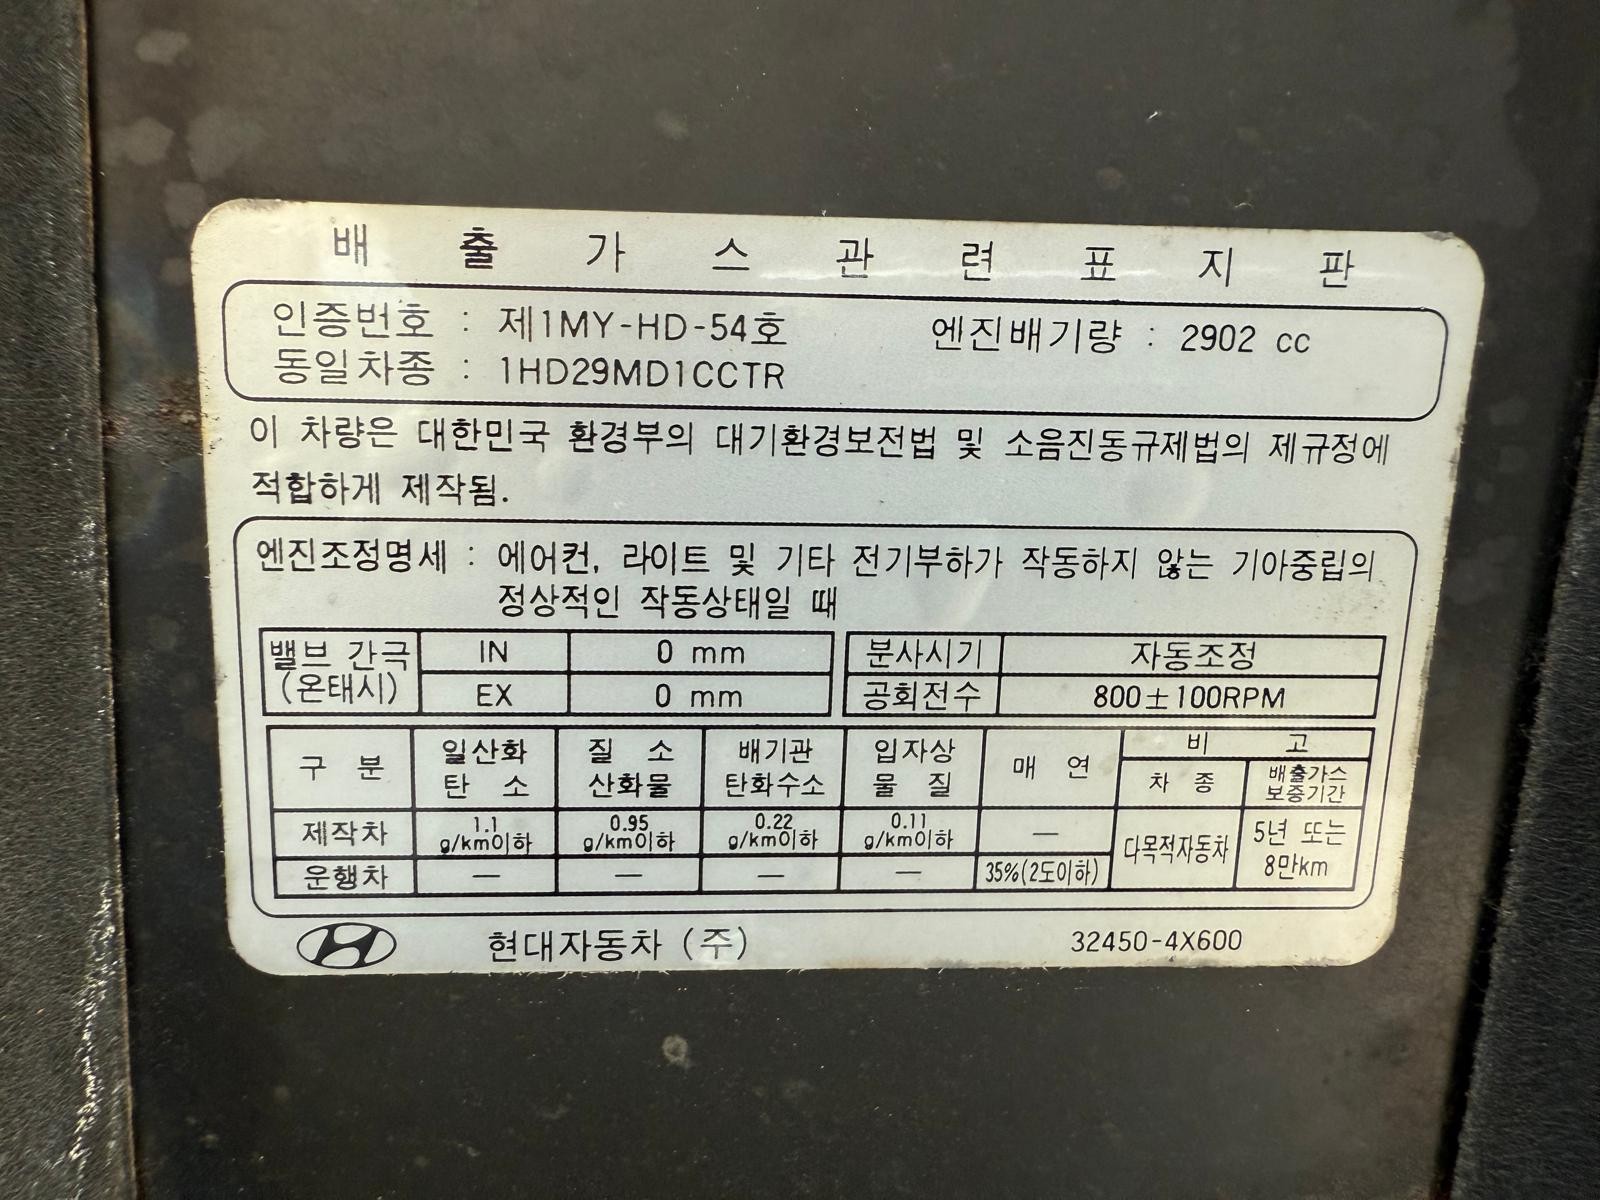 배출가스관련표지판
인증번호 : 제1MY-HD-54호 엔진배기량 : 2902 cc
동일차종 : 1HD29MD1CCTR
이 차량은 대한민국 환경부의 대기환경보전법 및 소음진동규제법의 제규정에
적합하게 제작됨.
엔진조정명세 : 에어컨, 라이트 및 기타 전기부하가 작동하지 않는 기아중립의
정상적인 작동상태일 때
밸브 간극 IN 0 mm 분사시기 자동조정
(온태시) EX 0 mm 공회전수 800±100RPM
구 분 일산화 탄 소 질 소 산화물 배기관 탄화수소 입자상 물 질 매 연 비 고
차 종 배출가스 보증기간
제작차 1.1 g/km이하 0.95 g/km이하 0.22 g/km이하 0.11 g/km이하 — 다목적자동차 5년 또는 8만km
운행차 — — — — 35%(2도이하)
현대자동차 (주) 32450-4X600